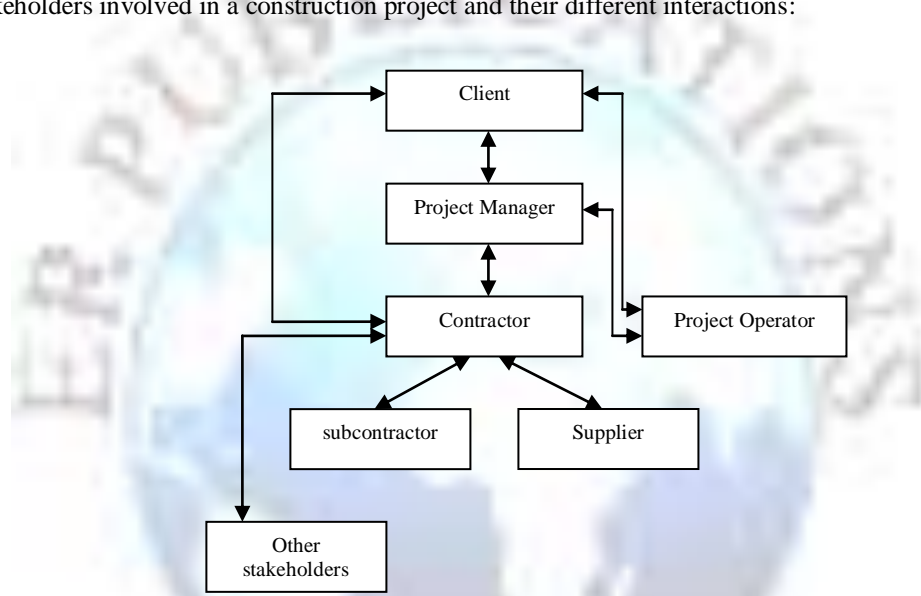 keholders involved in a construction project and their different interactions:
Client
Project Manager
Contractor
Project Operator
subcontractor
Supplier
Other
stakeholders